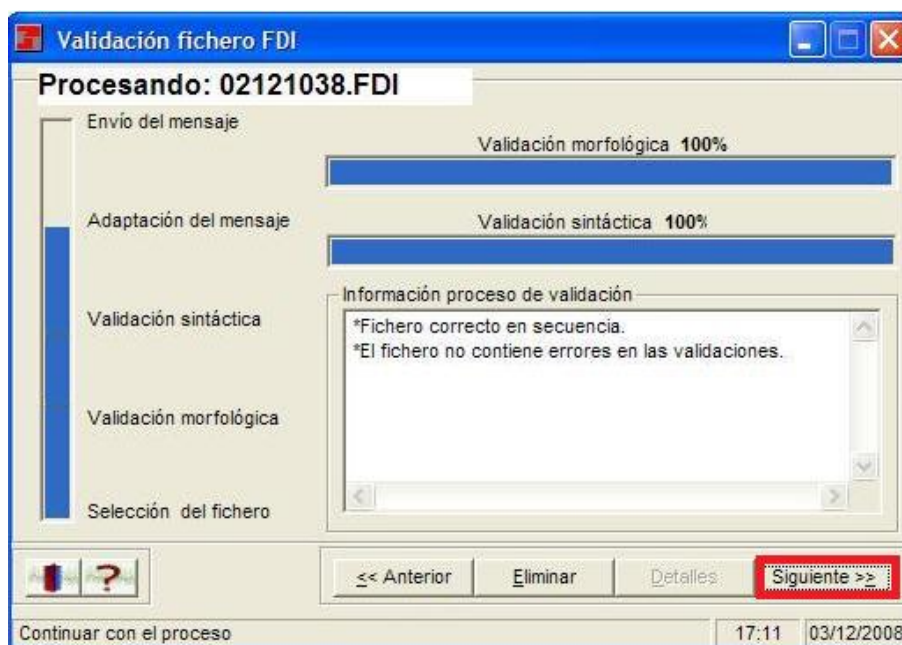 Validación fichero FDI
Procesando: 02121038.FDI
Envío del mensaje
Adaptación del mensaje
Validación sintáctica
Validación morfológica
Selección del fichero
Validación morfológica 100%
Validación sintáctica 100%
Información proceso de validación
*Fichero correcto en secuencia.
*El fichero no contiene errores en las validaciones.
?
<< Anterior
Eliminar
Detalles
Siguiente >>
Continuar con el proceso
17:11
03/12/2008